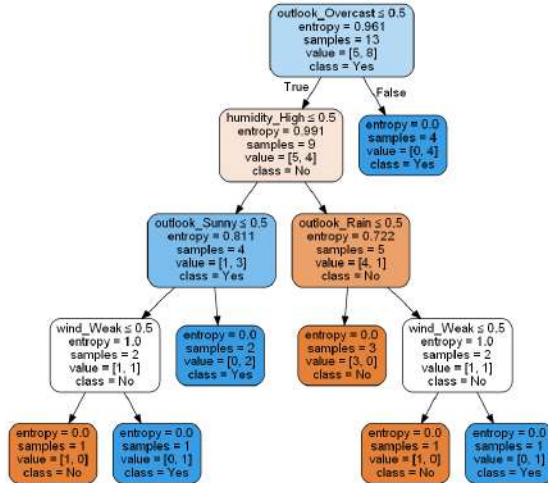 outlook_Overcast ≤ 0.5
entropy = 0.961
samples = 13
value = [5, 8]
class = Yes
True
False
humidity_High ≤ 0.5
entropy = 0.991
samples = 9
value = [5, 4]
class = No
entropy = 0.0
samples = 4
value = [0, 4]
class = Yes
outlook_Sunny ≤ 0.5
entropy = 0.811
samples = 4
value = [1, 3]
class = Yes
outlook_Rain ≤ 0.5
entropy = 0.722
samples = 5
value = [4, 1]
class = No
wind_Weak ≤ 0.5
entropy = 1.0
samples = 2
value = [1, 1]
class = No
entropy = 0.0
samples = 2
value = [0, 2]
class = Yes
entropy = 0.0
samples = 3
value = [3, 0]
class = No
wind_Weak ≤ 0.5
entropy = 1.0
samples = 2
value = [1, 1]
class = No
entropy = 0.0
samples = 1
value = [1, 0]
class = No
entropy = 0.0
samples = 1
value = [0, 1]
class = Yes
entropy = 0.0
samples = 1
value = [1, 0]
class = No
entropy = 0.0
samples = 1
value = [0, 1]
class = Yes